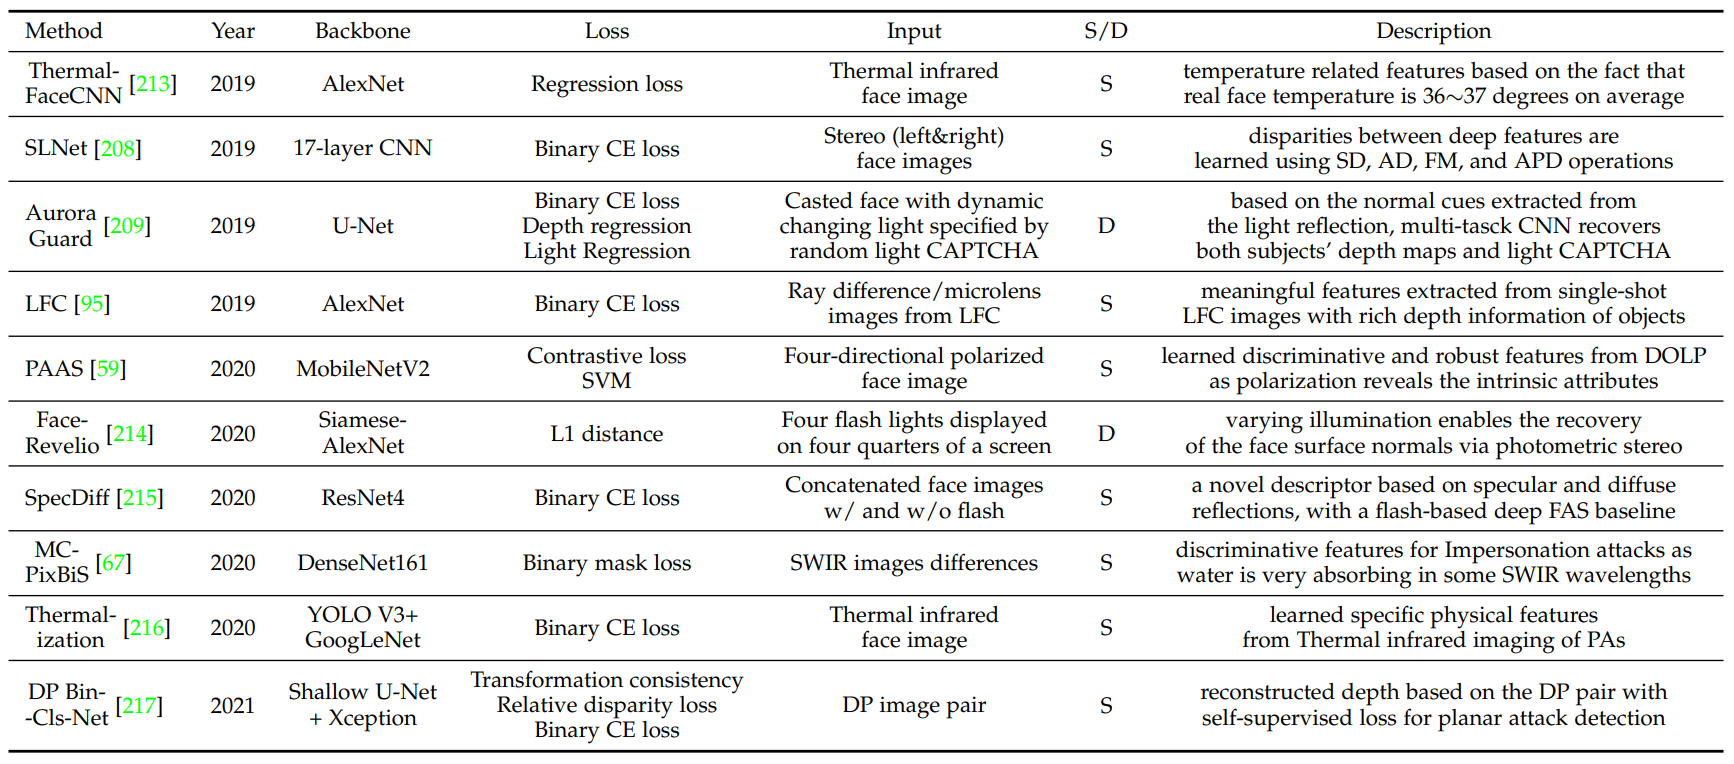 Method Year Backbone Loss Input S/D Description
Thermal-
FaceCNN [213] 2019 AlexNet Regression loss Thermal infrared
face image S temperature related features based on the fact that
real face temperature is 36∼37 degrees on average
SLNet [208] 2019 17-layer CNN Binary CE loss Stereo (left&right)
face images S disparities between deep features are
learned using SD, AD, FM, and APD operations
Aurora
Guard [209] 2019 U-Net Binary CE loss
Depth regression
Light Regression Casted face with dynamic
changing light specified by
random light CAPTCHA D based on the normal cues extracted from
the light reflection, multi-tasck CNN recovers
both subjects’ depth maps and light CAPTCHA
LFC [95] 2019 AlexNet Binary CE loss Ray difference/microlens
images from LFC S meaningful features extracted from single-shot
LFC images with rich depth information of objects
PAAS [59] 2020 MobileNetV2 Contrastive loss
SVM Four-directional polarized
face image S learned discriminative and robust features from DOLP
as polarization reveals the intrinsic attributes
Face-
Revelio [214] 2020 Siamese-
AlexNet L1 distance Four flash lights displayed
on four quarters of a screen D varying illumination enables the recovery
of the face surface normals via photometric stereo
SpecDiff [215] 2020 ResNet4 Binary CE loss Concatenated face images
w/ and w/o flash S a novel descriptor based on specular and diffuse
reflections, with a flash-based deep FAS baseline
MC-
PixBiS [67] 2020 DenseNet161 Binary mask loss SWIR images differences S discriminative features for Impersonation attacks as
water is very absorbing in some SWIR wavelengths
Thermal-
ization [216] 2020 YOLO V3+
GoogLeNet Binary CE loss Thermal infrared
face image S learned specific physical features
from Thermal infrared imaging of PAs
DP Bin-
-Cls-Net [217] 2021 Shallow U-Net
+ Xception Transformation consistency
Relative disparity loss
Binary CE loss DP image pair S reconstructed depth based on the DP pair with
self-supervised loss for planar attack detection